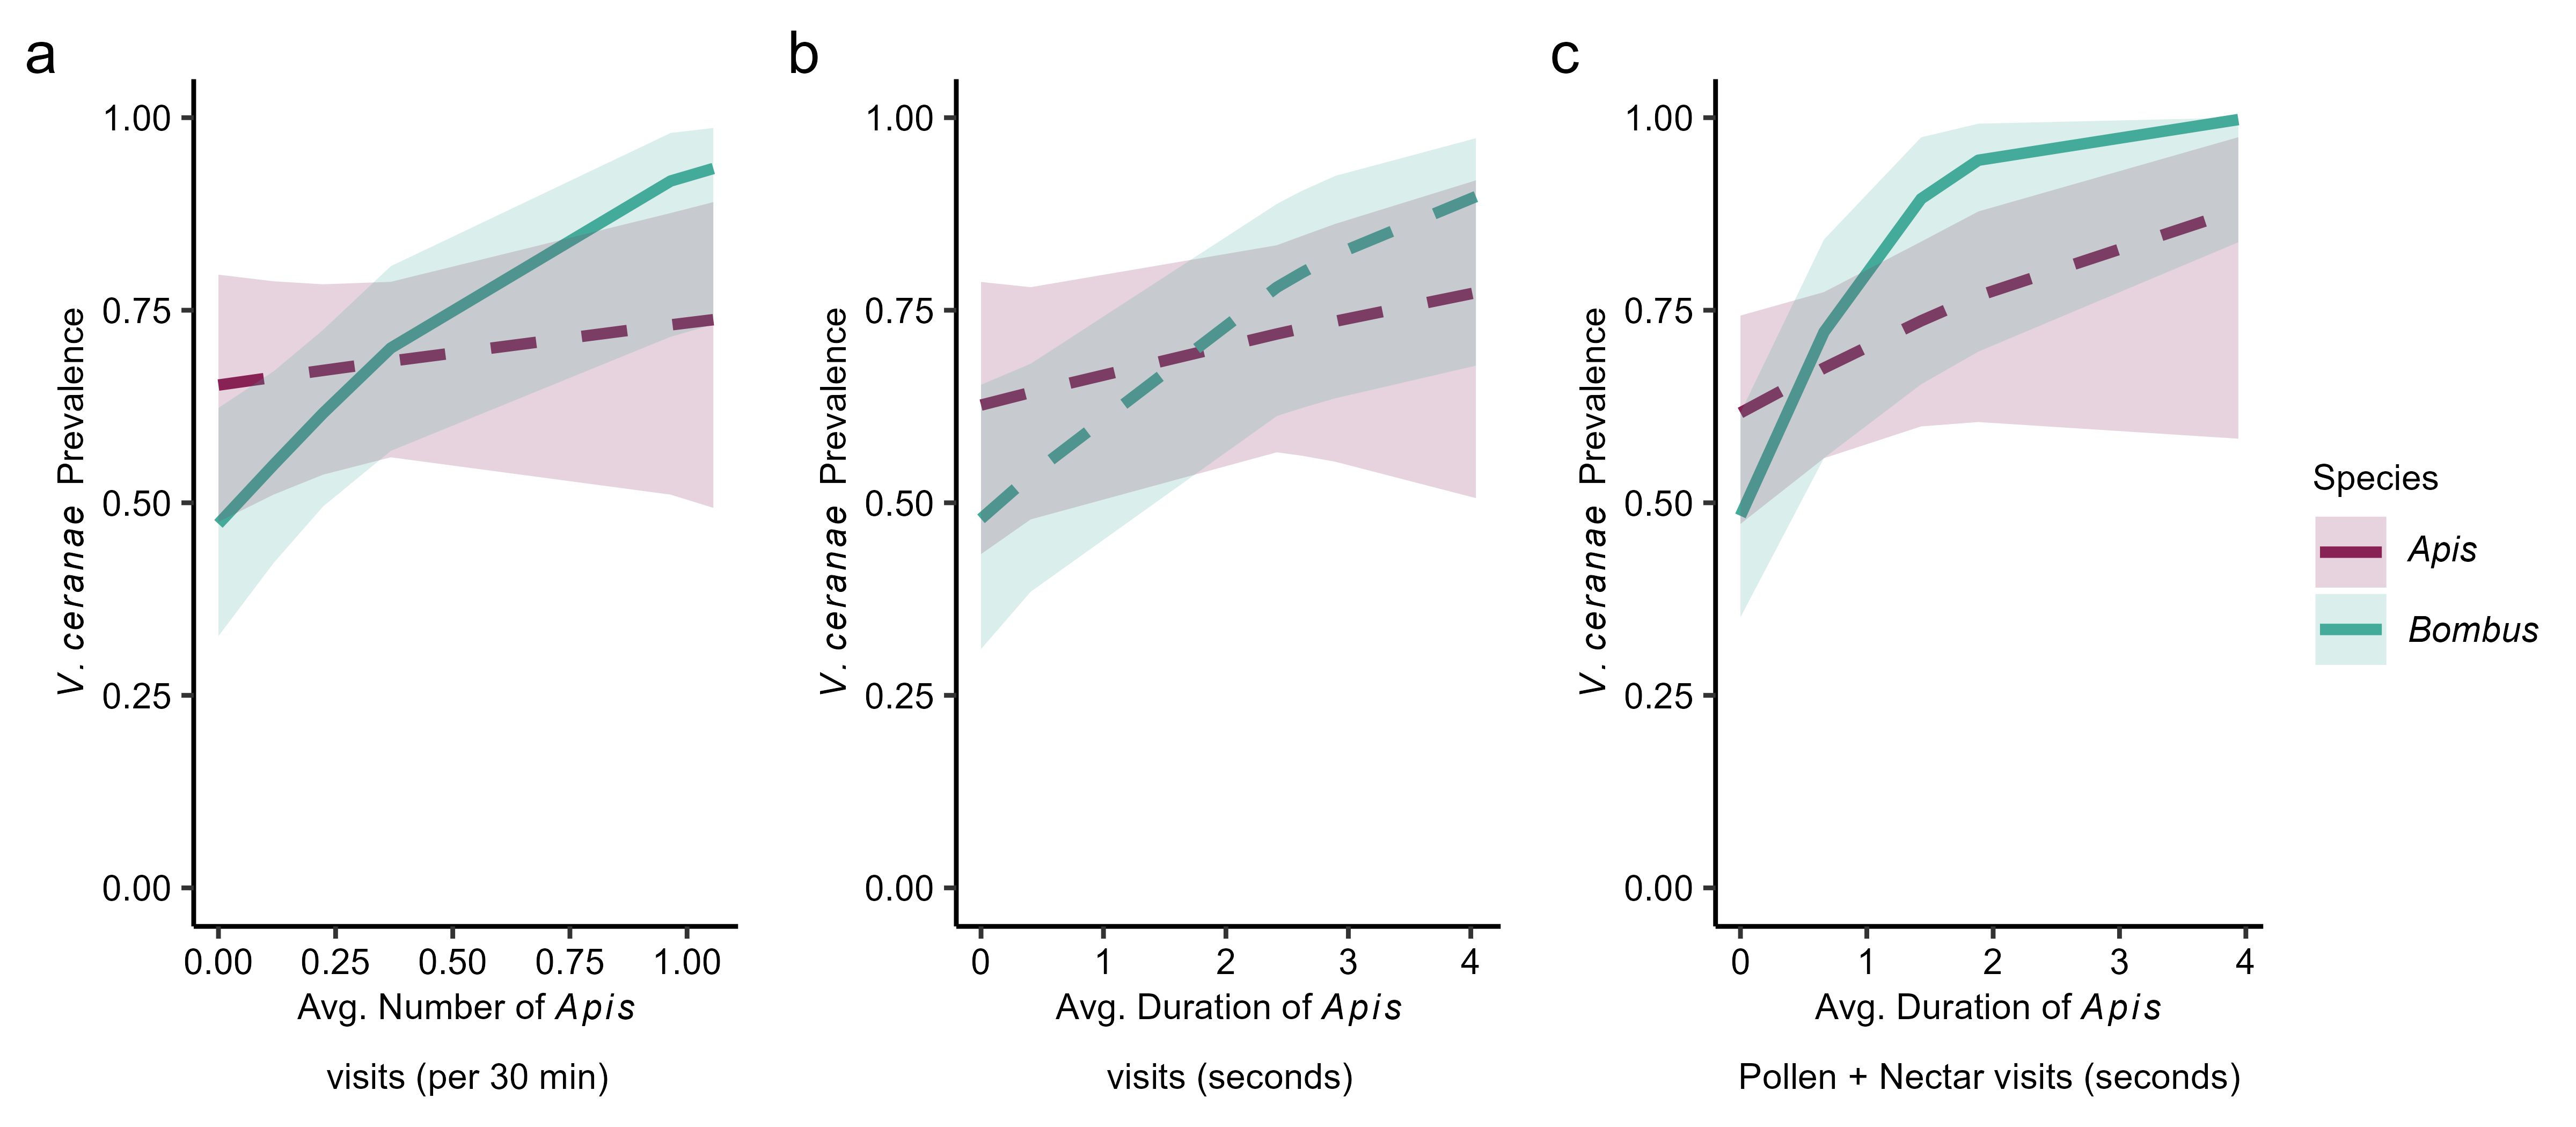 a
V. ceranae Prevalence
1.00
0.75
0.50
0.25
0.00
0.00 0.25 0.50 0.75 1.00
Avg. Number of Apis
visits (per 30 min)
b
V. ceranae Prevalence
1.00
0.75
0.50
0.25
0.00
0 1 2 3 4
Avg. Duration of Apis
visits (seconds)
c
V. ceranae Prevalence
1.00
0.75
0.50
0.25
0.00
0 1 2 3 4
Avg. Duration of Apis
Pollen + Nectar visits (seconds)
Species
Apis
Bombus